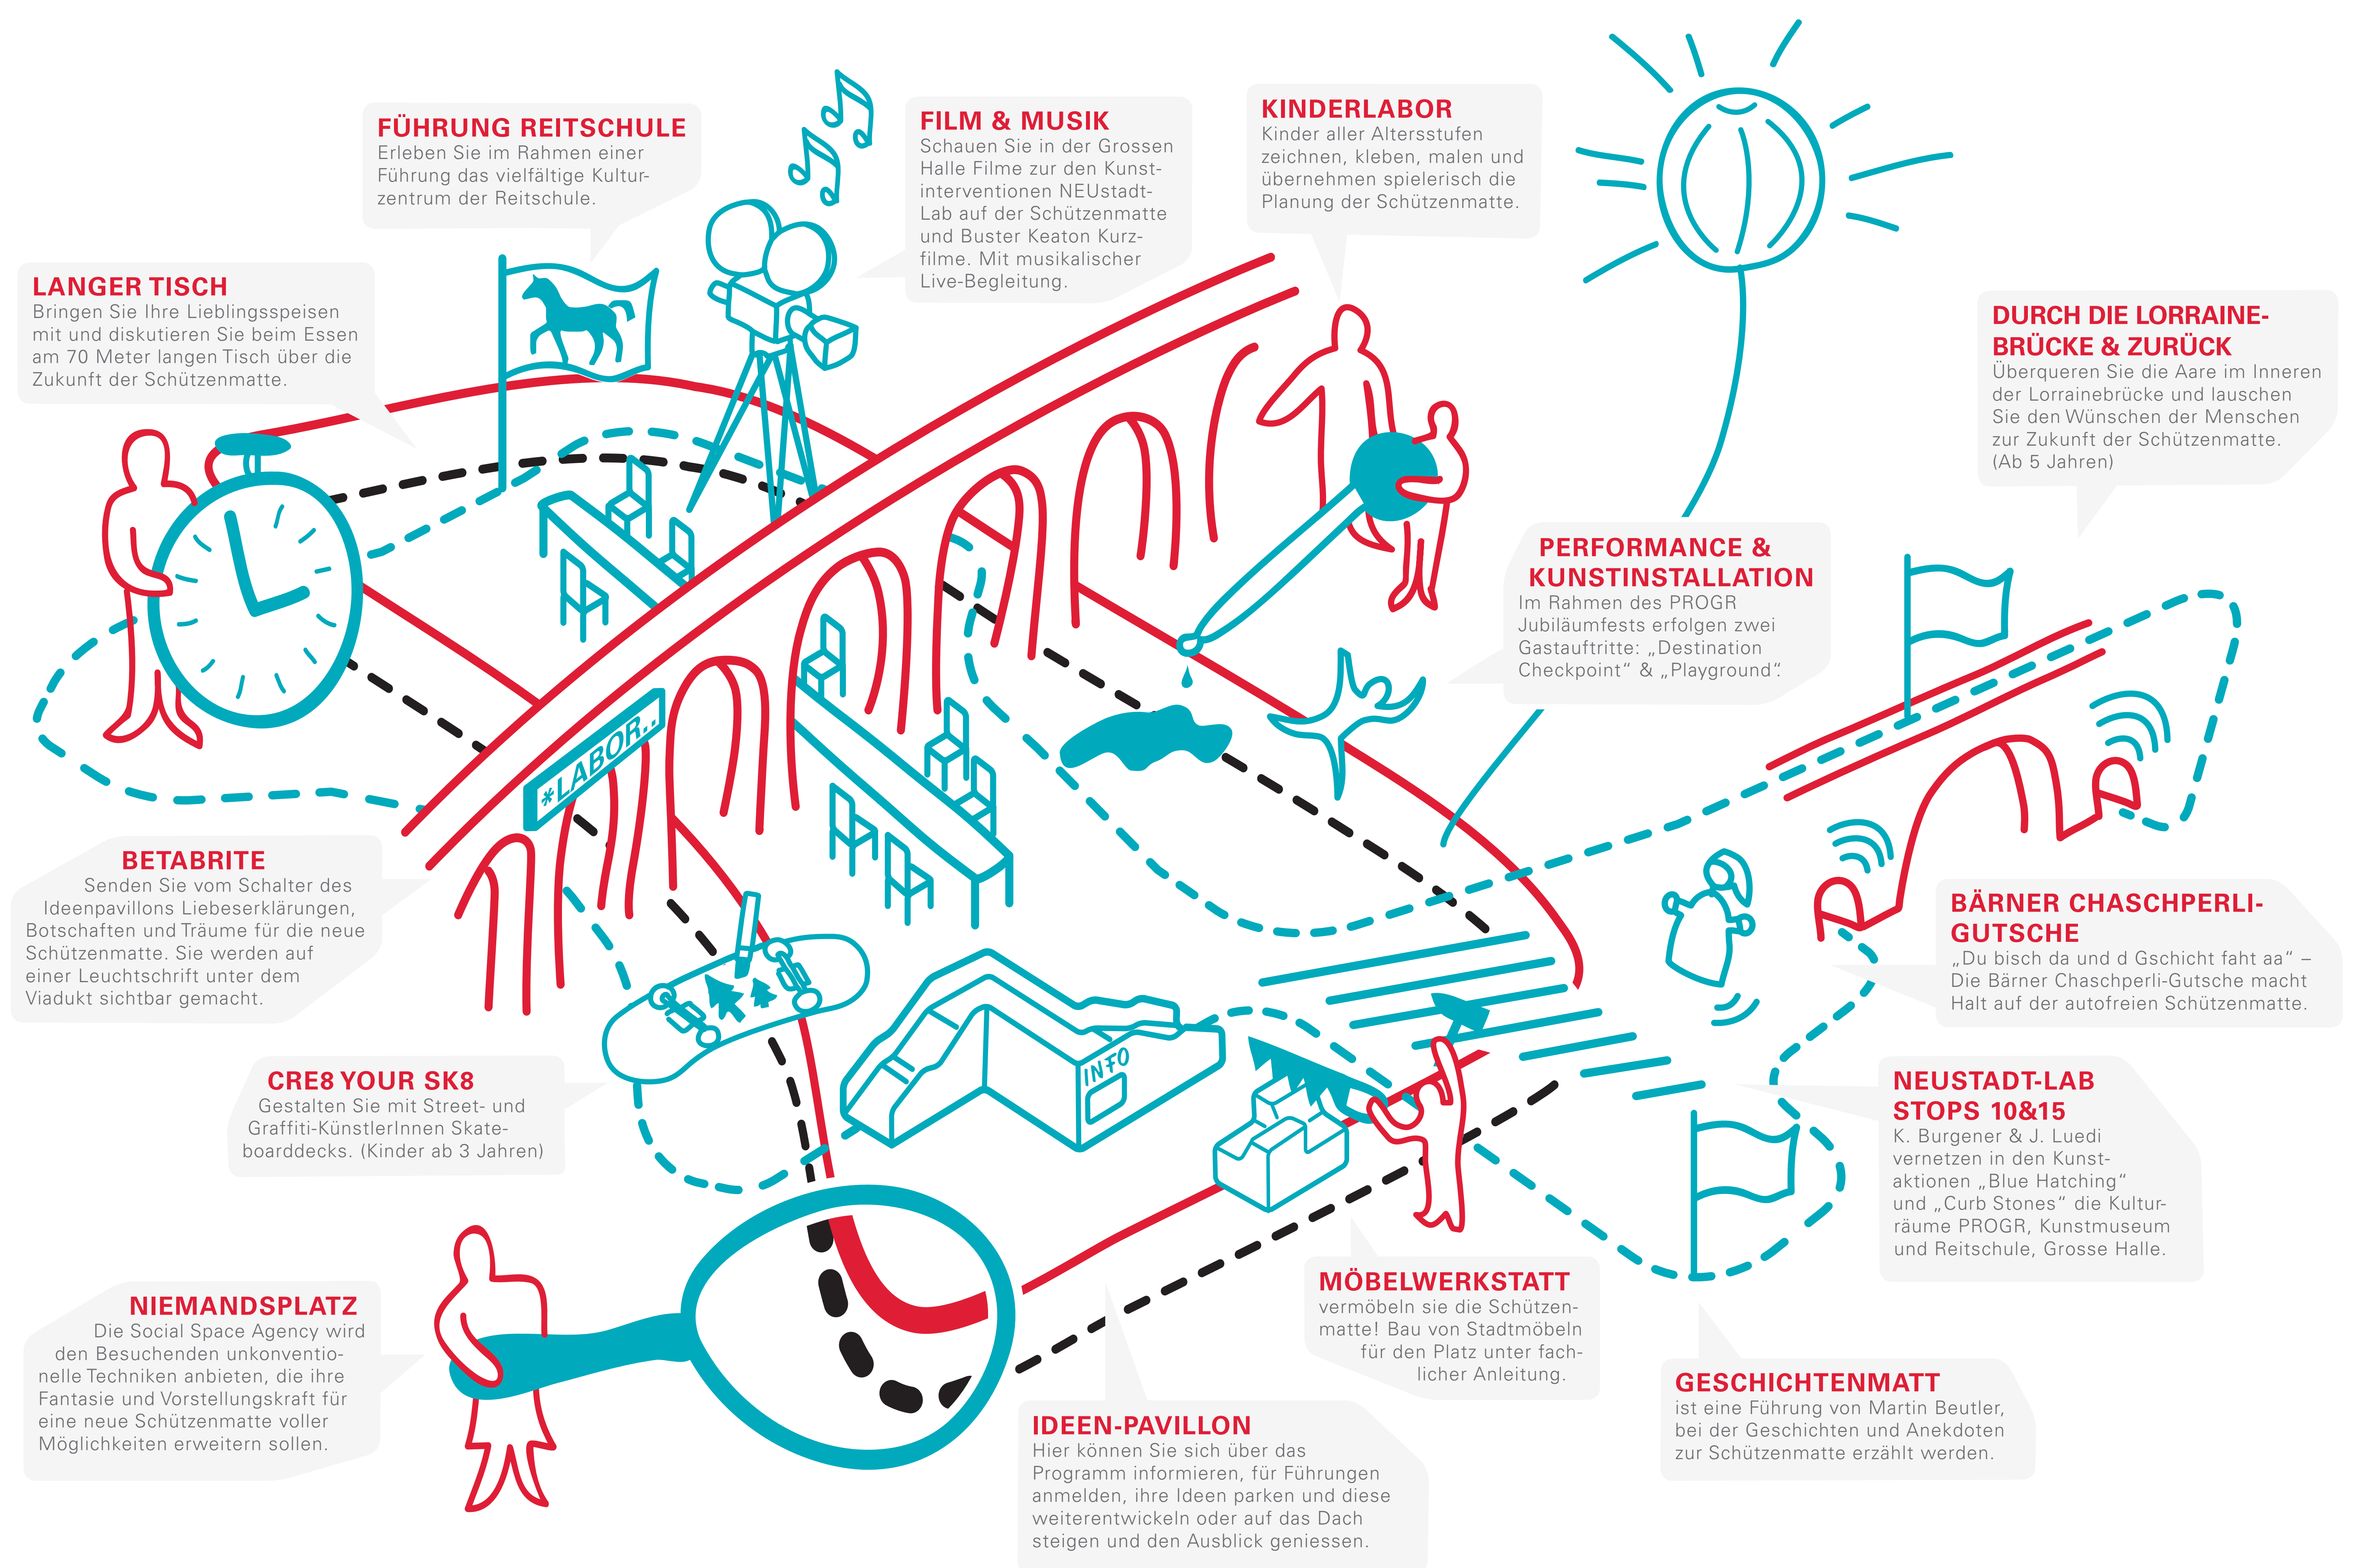 FÜHRUNG REITSCHULE
Erleben Sie im Rahmen einer
Führung das vielfältige Kultur-
zentrum der Reitschule.
FILM & MUSIK
Schauen Sie in der Grossen
Halle Filme zur den Kunst-
interventionen NEUstadt-
Lab auf der Schützenmatte
und Buster Keaton Kurz-
filme. Mit musikalischer
Live-Begleitung.
KINDERLABOR
Kinder aller Altersstufen
zeichnen, kleben, malen und
übernehmen spielerisch die
Planung der Schützenmatte.
LANGER TISCH
Bringen Sie Ihre Lieblingsspeisen
mit und diskutieren Sie beim Essen
am 70 Meter langen Tisch über die
Zukunft der Schützenmatte.
DURCH DIE LORRAINE-
BRÜCKE & ZURÜCK
Überqueren Sie die Aare im Inneren
der Lorrainebrücke und lauschen
Sie den Wünschen der Menschen
zur Zukunft der Schützenmatte.
(Ab 5 Jahren)
PERFORMANCE &
KUNSTINSTALLATION
Im Rahmen des PROGR
Jubiläumfests erfolgen zwei
Gastauftritte: „Destination
Checkpoint“ & „Playground“.
*LABOR..
BETABRITE
Senden Sie vom Schalter des
Ideenpavillons Liebeserklärungen,
Botschaften und Träume für die neue
Schützenmatte. Sie werden auf
einer Leuchtschrift unter dem
Viadukt sichtbar gemacht.
BÄRNER CHASCHPERLI-
GUTSCHE
„Du bisch da und d Gschicht faht aa“ –
Die Bärner Chaschperli-Gutsche macht
Halt auf der autofreien Schützenmatte.
INFO
CRE8 YOUR SK8
Gestalten Sie mit Street- und
Graffiti-KünstlerInnen Skate-
boarddecks. (Kinder ab 3 Jahren)
NEUSTADT-LAB
STOPS 10&15
K. Burgener & J. Luedi
vernetzen in den Kunst-
aktionen „Blue Hatching“
und „Curb Stones“ die Kultur-
räume PROGR, Kunstmuseum
und Reitschule, Grosse Halle.
NIEMANDSPLATZ
Die Social Space Agency wird
den Besuchenden unkonventio-
nelle Techniken anbieten, die ihre
Fantasie und Vorstellungskraft für
eine neue Schützenmatte voller
Möglichkeiten erweitern sollen.
MÖBELWERKSTATT
vermöbeln sie die Schützen-
matte! Bau von Stadtmöbeln
für den Platz unter fach-
licher Anleitung.
GESCHICHTENMATT
ist eine Führung von Martin Beutler,
bei der Geschichten und Anekdoten
zur Schützenmatte erzählt werden.
IDEEN-PAVILLON
Hier können Sie sich über das
Programm informieren, für Führungen
anmelden, ihre Ideen parken und diese
weiterentwickeln oder auf das Dach
steigen und den Ausblick geniessen.